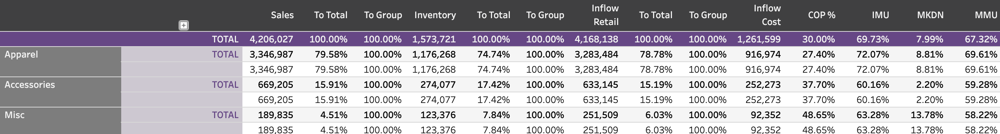 Sales To Total To Group Inventory To Total To Group Inflow Retail To Total To Group Inflow Cost COP % IMU MKDN MMU
TOTAL 4,206,027 100.00% 100.00% 1,573,721 100.00% 100.00% 4,168,138 100.00% 100.00% 1,261,599 30.00% 69.73% 7.99% 67.32%
Apparel TOTAL 3,346,987 79.58% 100.00% 1,176,268 74.74% 100.00% 3,283,484 78.78% 100.00% 916,974 27.40% 72.07% 8.81% 69.61%
3,346,987 79.58% 100.00% 1,176,268 74.74% 100.00% 3,283,484 78.78% 100.00% 916,974 27.40% 72.07% 8.81% 69.61%
Accessories TOTAL 669,205 15.91% 100.00% 274,077 17.42% 100.00% 633,145 15.19% 100.00% 252,273 37.70% 60.16% 2.20% 59.28%
669,205 15.91% 100.00% 274,077 17.42% 100.00% 633,145 15.19% 100.00% 252,273 37.70% 60.16% 2.20% 59.28%
Misc TOTAL 189,835 4.51% 100.00% 123,376 7.84% 100.00% 251,509 6.03% 100.00% 92,352 48.65% 63.28% 13.78% 58.22%
189,835 4.51% 100.00% 123,376 7.84% 100.00% 251,509 6.03% 100.00% 92,352 48.65% 63.28% 13.78% 58.22%